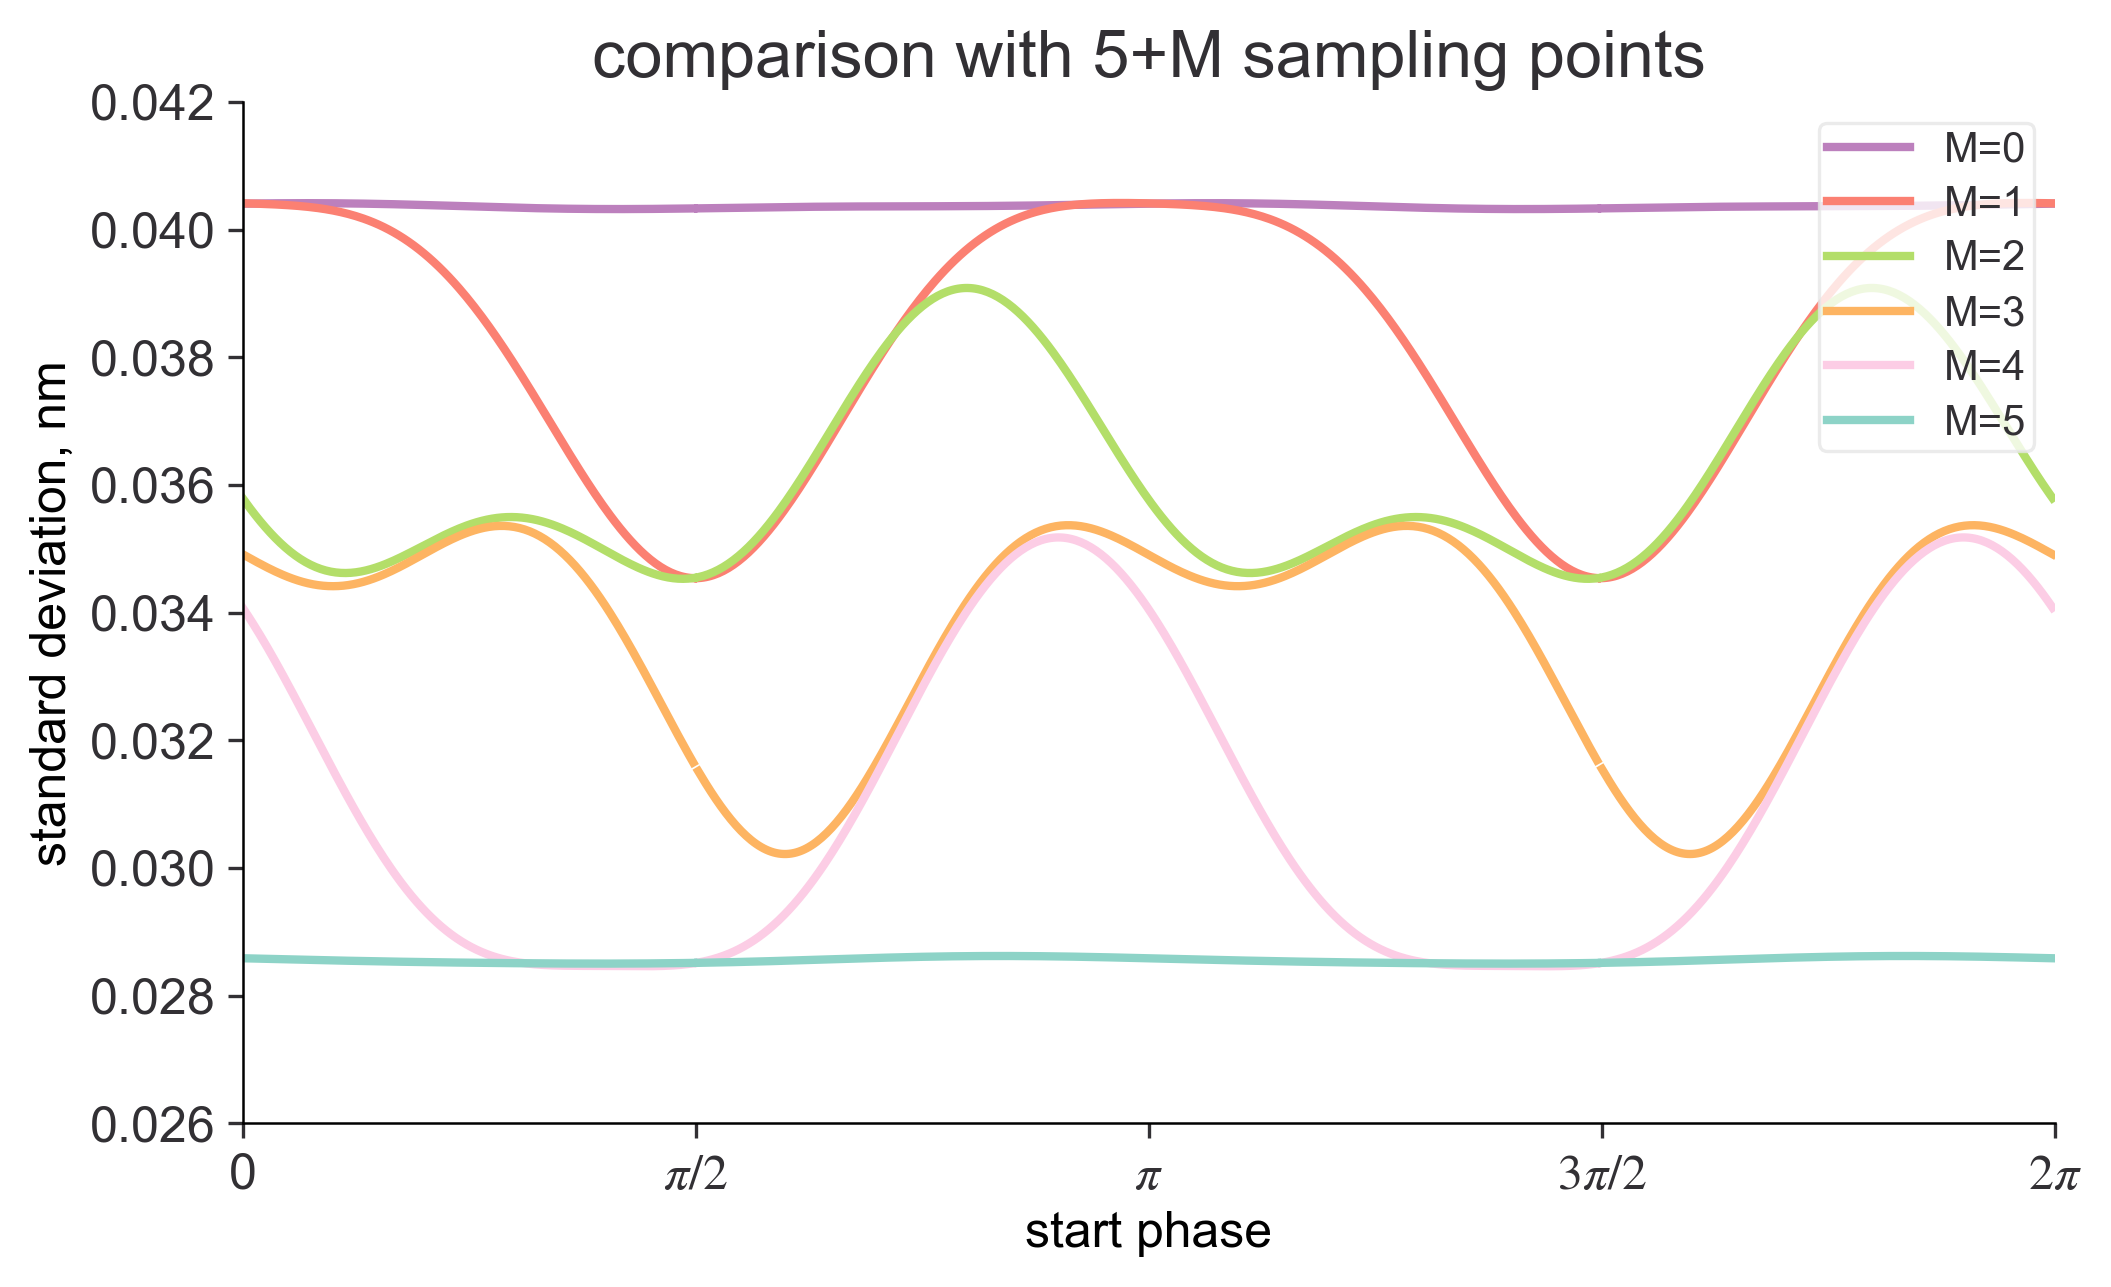 comparison with 5+M sampling points
0.042
0.040
0.038
0.036
0.034
0.032
0.030
0.028
0.026
standard deviation, nm
M=0
M=1
M=2
M=3
M=4
M=5
0 π/2 π 3π/2 2π
start phase